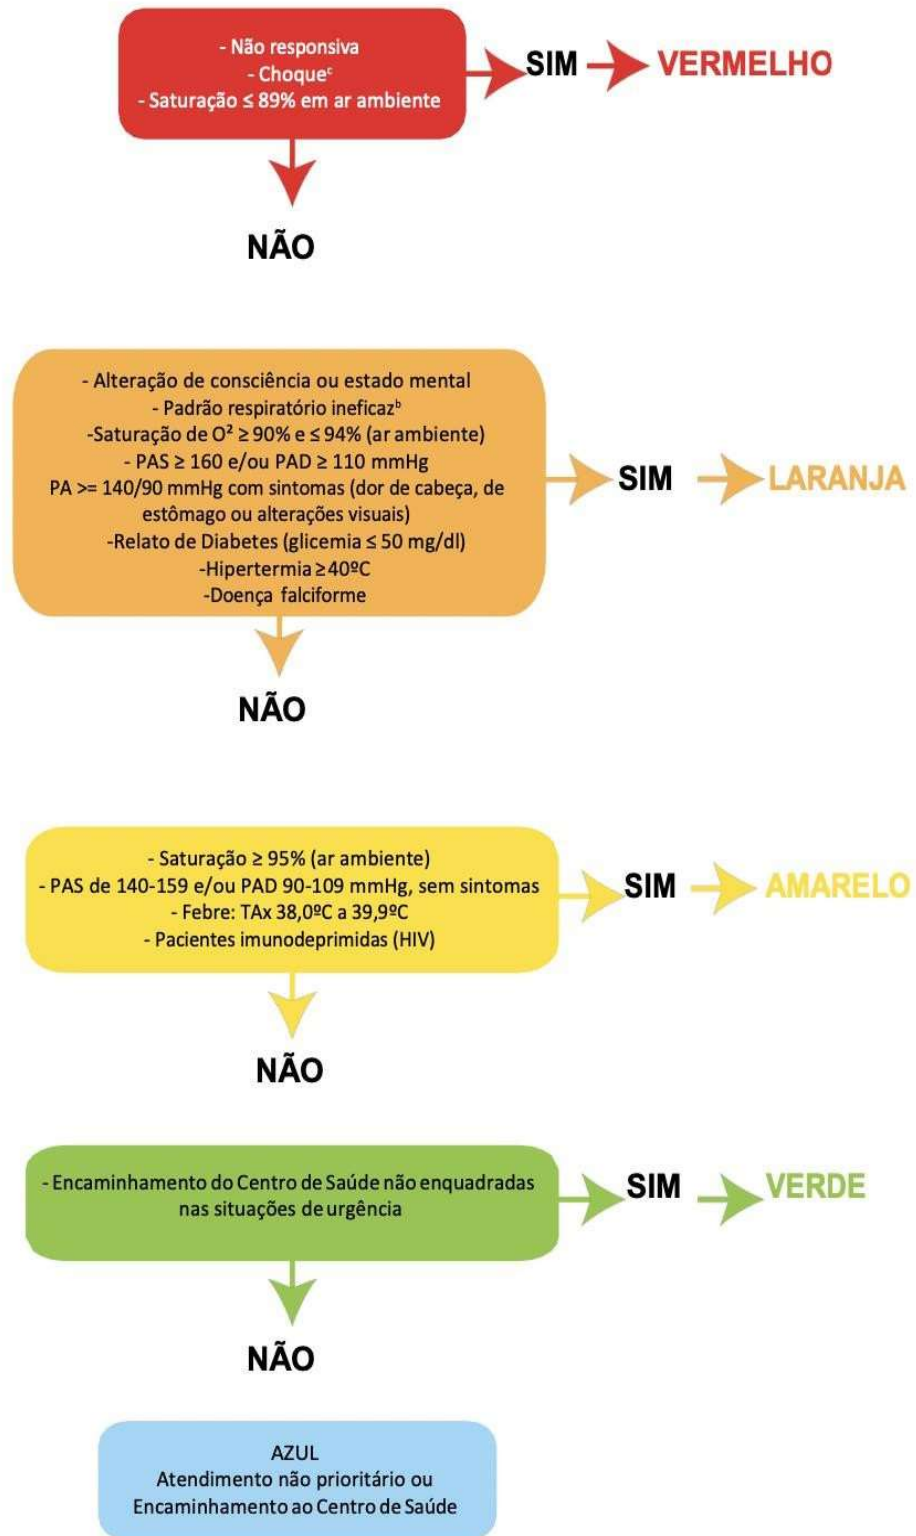 - Não responsiva
- Choqueᶜ
- Saturação ≤ 89% em ar ambiente
SIM
VERMELHO
NÃO
- Alteração de consciência ou estado mental
- Padrão respiratório ineficazᵇ
-Saturação de O² ≥ 90% e ≤ 94% (ar ambiente)
- PAS ≥ 160 e/ou PAD ≥ 110 mmHg
PA >= 140/90 mmHg com sintomas (dor de cabeça, de
estômago ou alterações visuais)
-Relato de Diabetes (glicemia ≤ 50 mg/dl)
-Hipertermia ≥ 40ºC
-Doença falciforme
SIM
LARANJA
NÃO
- Saturação ≥ 95% (ar ambiente)
- PAS de 140-159 e/ou PAD 90-109 mmHg, sem sintomas
- Febre: TAx 38,0ºC a 39,9ºC
- Pacientes imunodeprimidas (HIV)
SIM
AMARELO
NÃO
- Encaminhamento do Centro de Saúde não enquadradas
nas situações de urgência
SIM
VERDE
NÃO
AZUL
Atendimento não prioritário ou
Encaminhamento ao Centro de Saúde